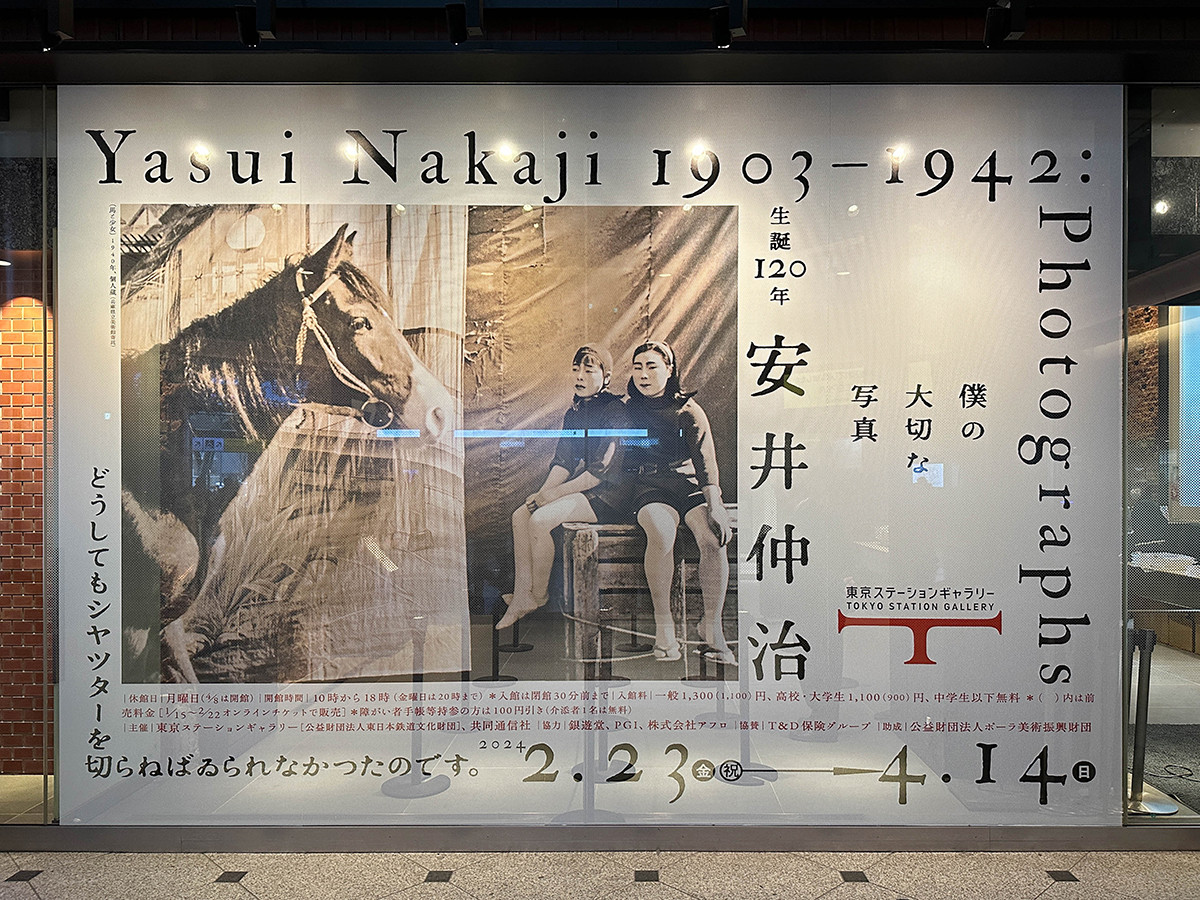 Yasui Nakaji 1903–1942:
Photographs
生誕
120
年
安井仲治
僕の
大切な
写真
東京ステーションギャラリー
TOKYO STATION GALLERY
どうしてもシヤツターを
切らねばゐられなかつたのです。
|休館日|月曜日(4/8は開館)|開館時間|10時から18時(金曜日は20時まで)*入館は閉館30分前まで|入館料|一般1,300(1,100)円、高校・大学生1,100(900)円、中学生以下無料 *( )内は前
売料金[1/15〜2/22オンラインチケットで販売]*障がい者手帳等持参の方は100円引き(介添者1名は無料)
|主催|東京ステーションギャラリー[公益財団法人東日本鉄道文化財団]、共同通信社|協力|銀遊堂、PGI、株式会社アフロ|協賛|T&D保険グループ|助成|公益財団法人ポーラ美術振興財団
2024
2.23金祝→4.14日